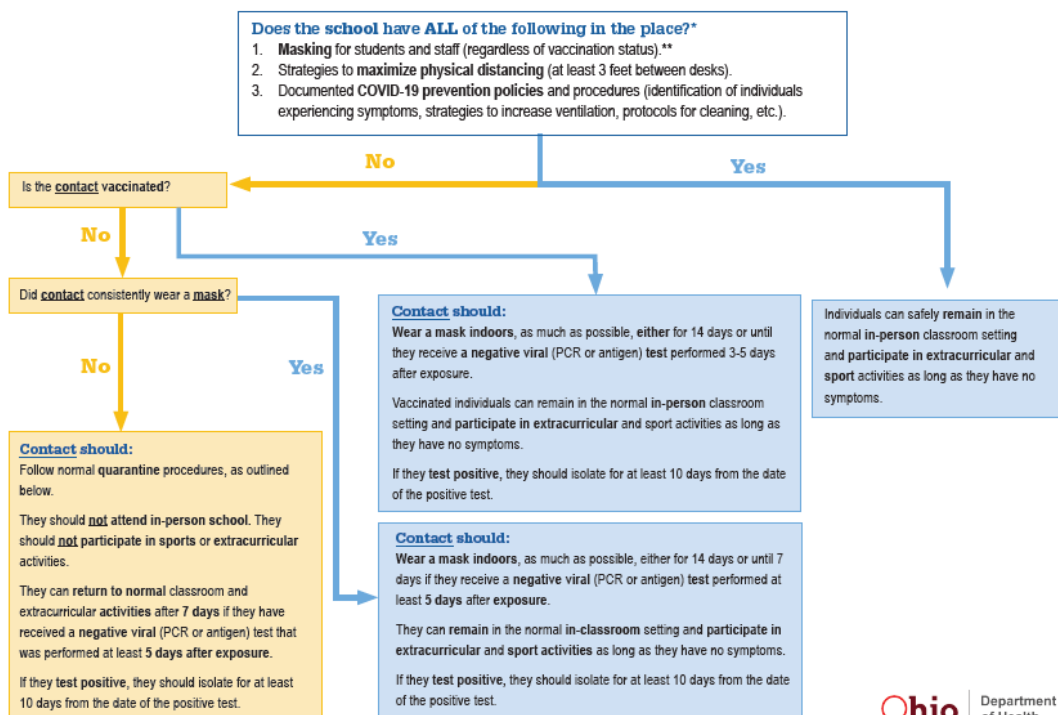 Does the school have ALL of the following in the place?*
1. Masking for students and staff (regardless of vaccination status).**
2. Strategies to maximize physical distancing (at least 3 feet between desks).
3. Documented COVID-19 prevention policies and procedures (identification of individuals
experiencing symptoms, strategies to increase ventilation, protocols for cleaning, etc.).
No
Yes
Is the contact vaccinated?
No
Yes
Did contact consistently wear a mask?
No
Yes
Contact should:
Wear a mask indoors, as much as possible, either for 14 days or until
they receive a negative viral (PCR or antigen) test performed 3-5 days
after exposure.
Vaccinated individuals can remain in the normal in-person classroom
setting and participate in extracurricular and sport activities as long as
they have no symptoms.
If they test positive, they should isolate for at least 10 days from the date
of the positive test.
Individuals can safely remain in the
normal in-person classroom setting
and participate in extracurricular and
sport activities as long as they have no
symptoms.
Contact should:
Follow normal quarantine procedures, as outlined
below.
They should not attend in-person school. They
should not participate in sports or extracurricular
activities.
They can return to normal classroom and
extracurricular activities after 7 days if they have
received a negative viral (PCR or antigen) test that
was performed at least 5 days after exposure.
If they test positive, they should isolate for at least
10 days from the date of the positive test.
Contact should:
Wear a mask indoors, as much as possible, either for 14 days or until 7
days if they receive a negative viral (PCR or antigen) test performed at
least 5 days after exposure.
They can remain in the normal in-classroom setting and participate in
extracurricular and sport activities as long as they have no symptoms.
If they test positive, they should isolate for at least 10 days from the date
of the positive test.
Ohio
Department
of Health